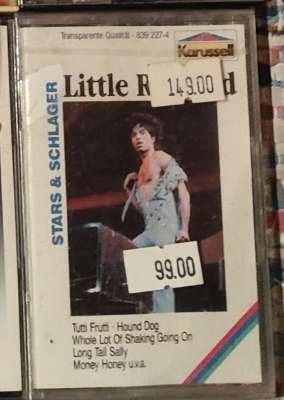 Transparente Qualität · 839 227-4
Karussell
Little R d
149.00
STARS & SCHLAGER
99.00
Tutti Frutti · Hound Dog
Whole Lot Of Shaking Going On
Long Tall Sally
Money Honey u.v.a.